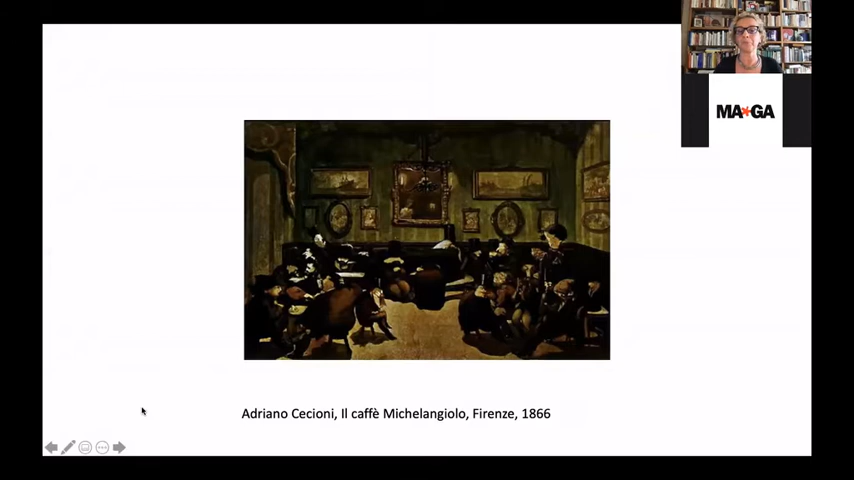 MA*GA
Adriano Cecioni, Il caffè Michelangiolo, Firenze, 1866